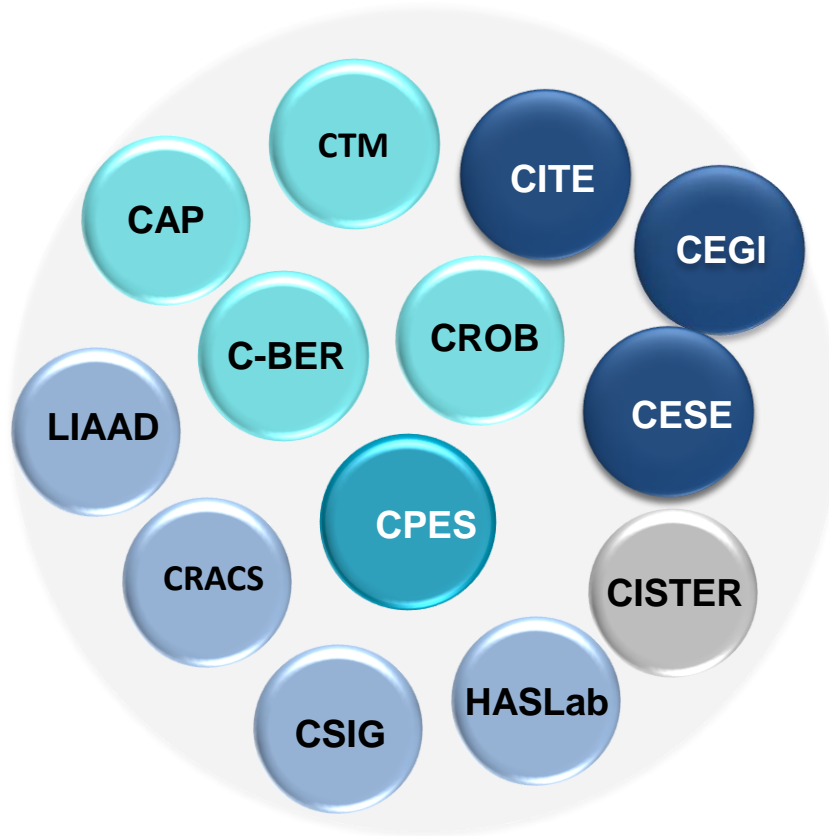 CTM
CITE
CAP
CEGI
CROB
C-BER
CESE
LIAAD
CPES
CRACS
CISTER
HASLab
CSIG